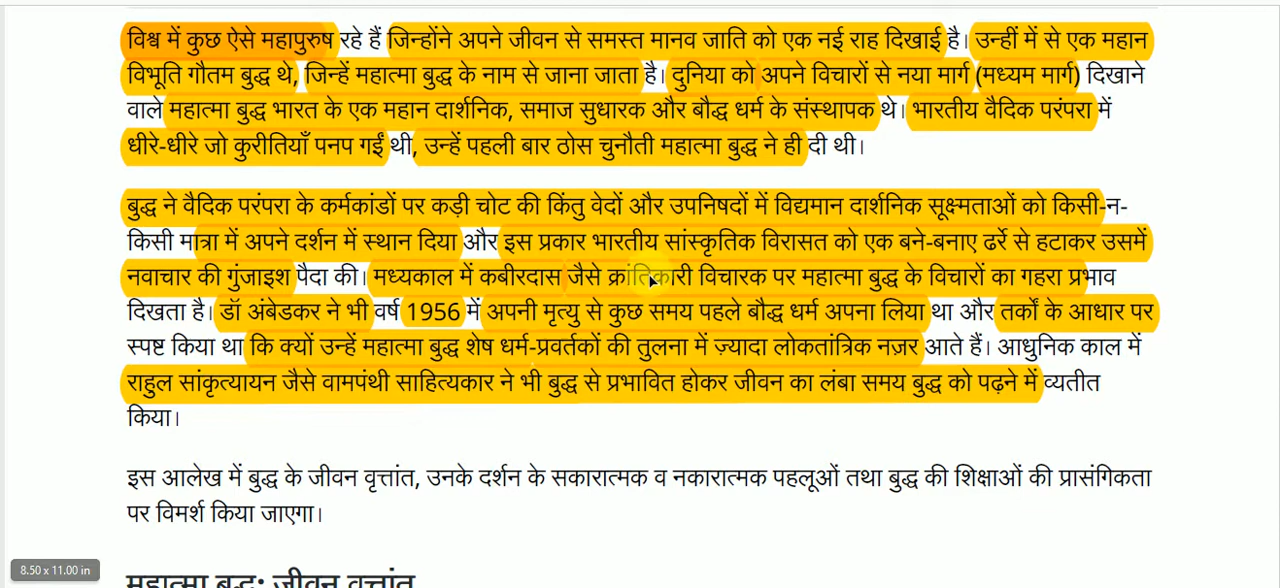 विश्व में कुछ ऐसे महापुरुष रहे हैं जिन्होंने अपने जीवन से समस्त मानव जाति को एक नई राह दिखाई है। उन्हीं में से एक महान
विभूति गौतम बुद्ध थे, जिन्हें महात्मा बुद्ध के नाम से जाना जाता है। दुनिया को अपने विचारों से नया मार्ग (मध्यम मार्ग) दिखाने
वाले महात्मा बुद्ध भारत के एक महान दार्शनिक, समाज सुधारक और बौद्ध धर्म के संस्थापक थे। भारतीय वैदिक परंपरा में
धीरे-धीरे जो कुरीतियाँ पनप गईं थी, उन्हें पहली बार ठोस चुनौती महात्मा बुद्ध ने ही दी थी।
बुद्ध ने वैदिक परंपरा के कर्मकांडों पर कड़ी चोट की किंतु वेदों और उपनिषदों में विद्यमान दार्शनिक सूक्ष्मताओं को किसी-न-
किसी मात्रा में अपने दर्शन में स्थान दिया और इस प्रकार भारतीय सांस्कृतिक विरासत को एक बने-बनाए ढर्रे से हटाकर उसमें
नवाचार की गुंजाइश पैदा की। मध्यकाल में कबीरदास जैसे क्रांतिकारी विचारक पर महात्मा बुद्ध के विचारों का गहरा प्रभाव
दिखता है। डॉ अंबेडकर ने भी वर्ष 1956 में अपनी मृत्यु से कुछ समय पहले बौद्ध धर्म अपना लिया था और तर्कों के आधार पर
स्पष्ट किया था कि क्यों उन्हें महात्मा बुद्ध शेष धर्म-प्रवर्तकों की तुलना में ज़्यादा लोकतांत्रिक नज़र आते हैं। आधुनिक काल में
राहुल सांकृत्यायन जैसे वामपंथी साहित्यकार ने भी बुद्ध से प्रभावित होकर जीवन का लंबा समय बुद्ध को पढ़ने में व्यतीत
किया।
इस आलेख में बुद्ध के जीवन वृत्तांत, उनके दर्शन के सकारात्मक व नकारात्मक पहलूओं तथा बुद्ध की शिक्षाओं की प्रासंगिकता
पर विमर्श किया जाएगा।
8.50 x 11.00 in
महात्मा बुद्ध: जीवन वृत्तांत